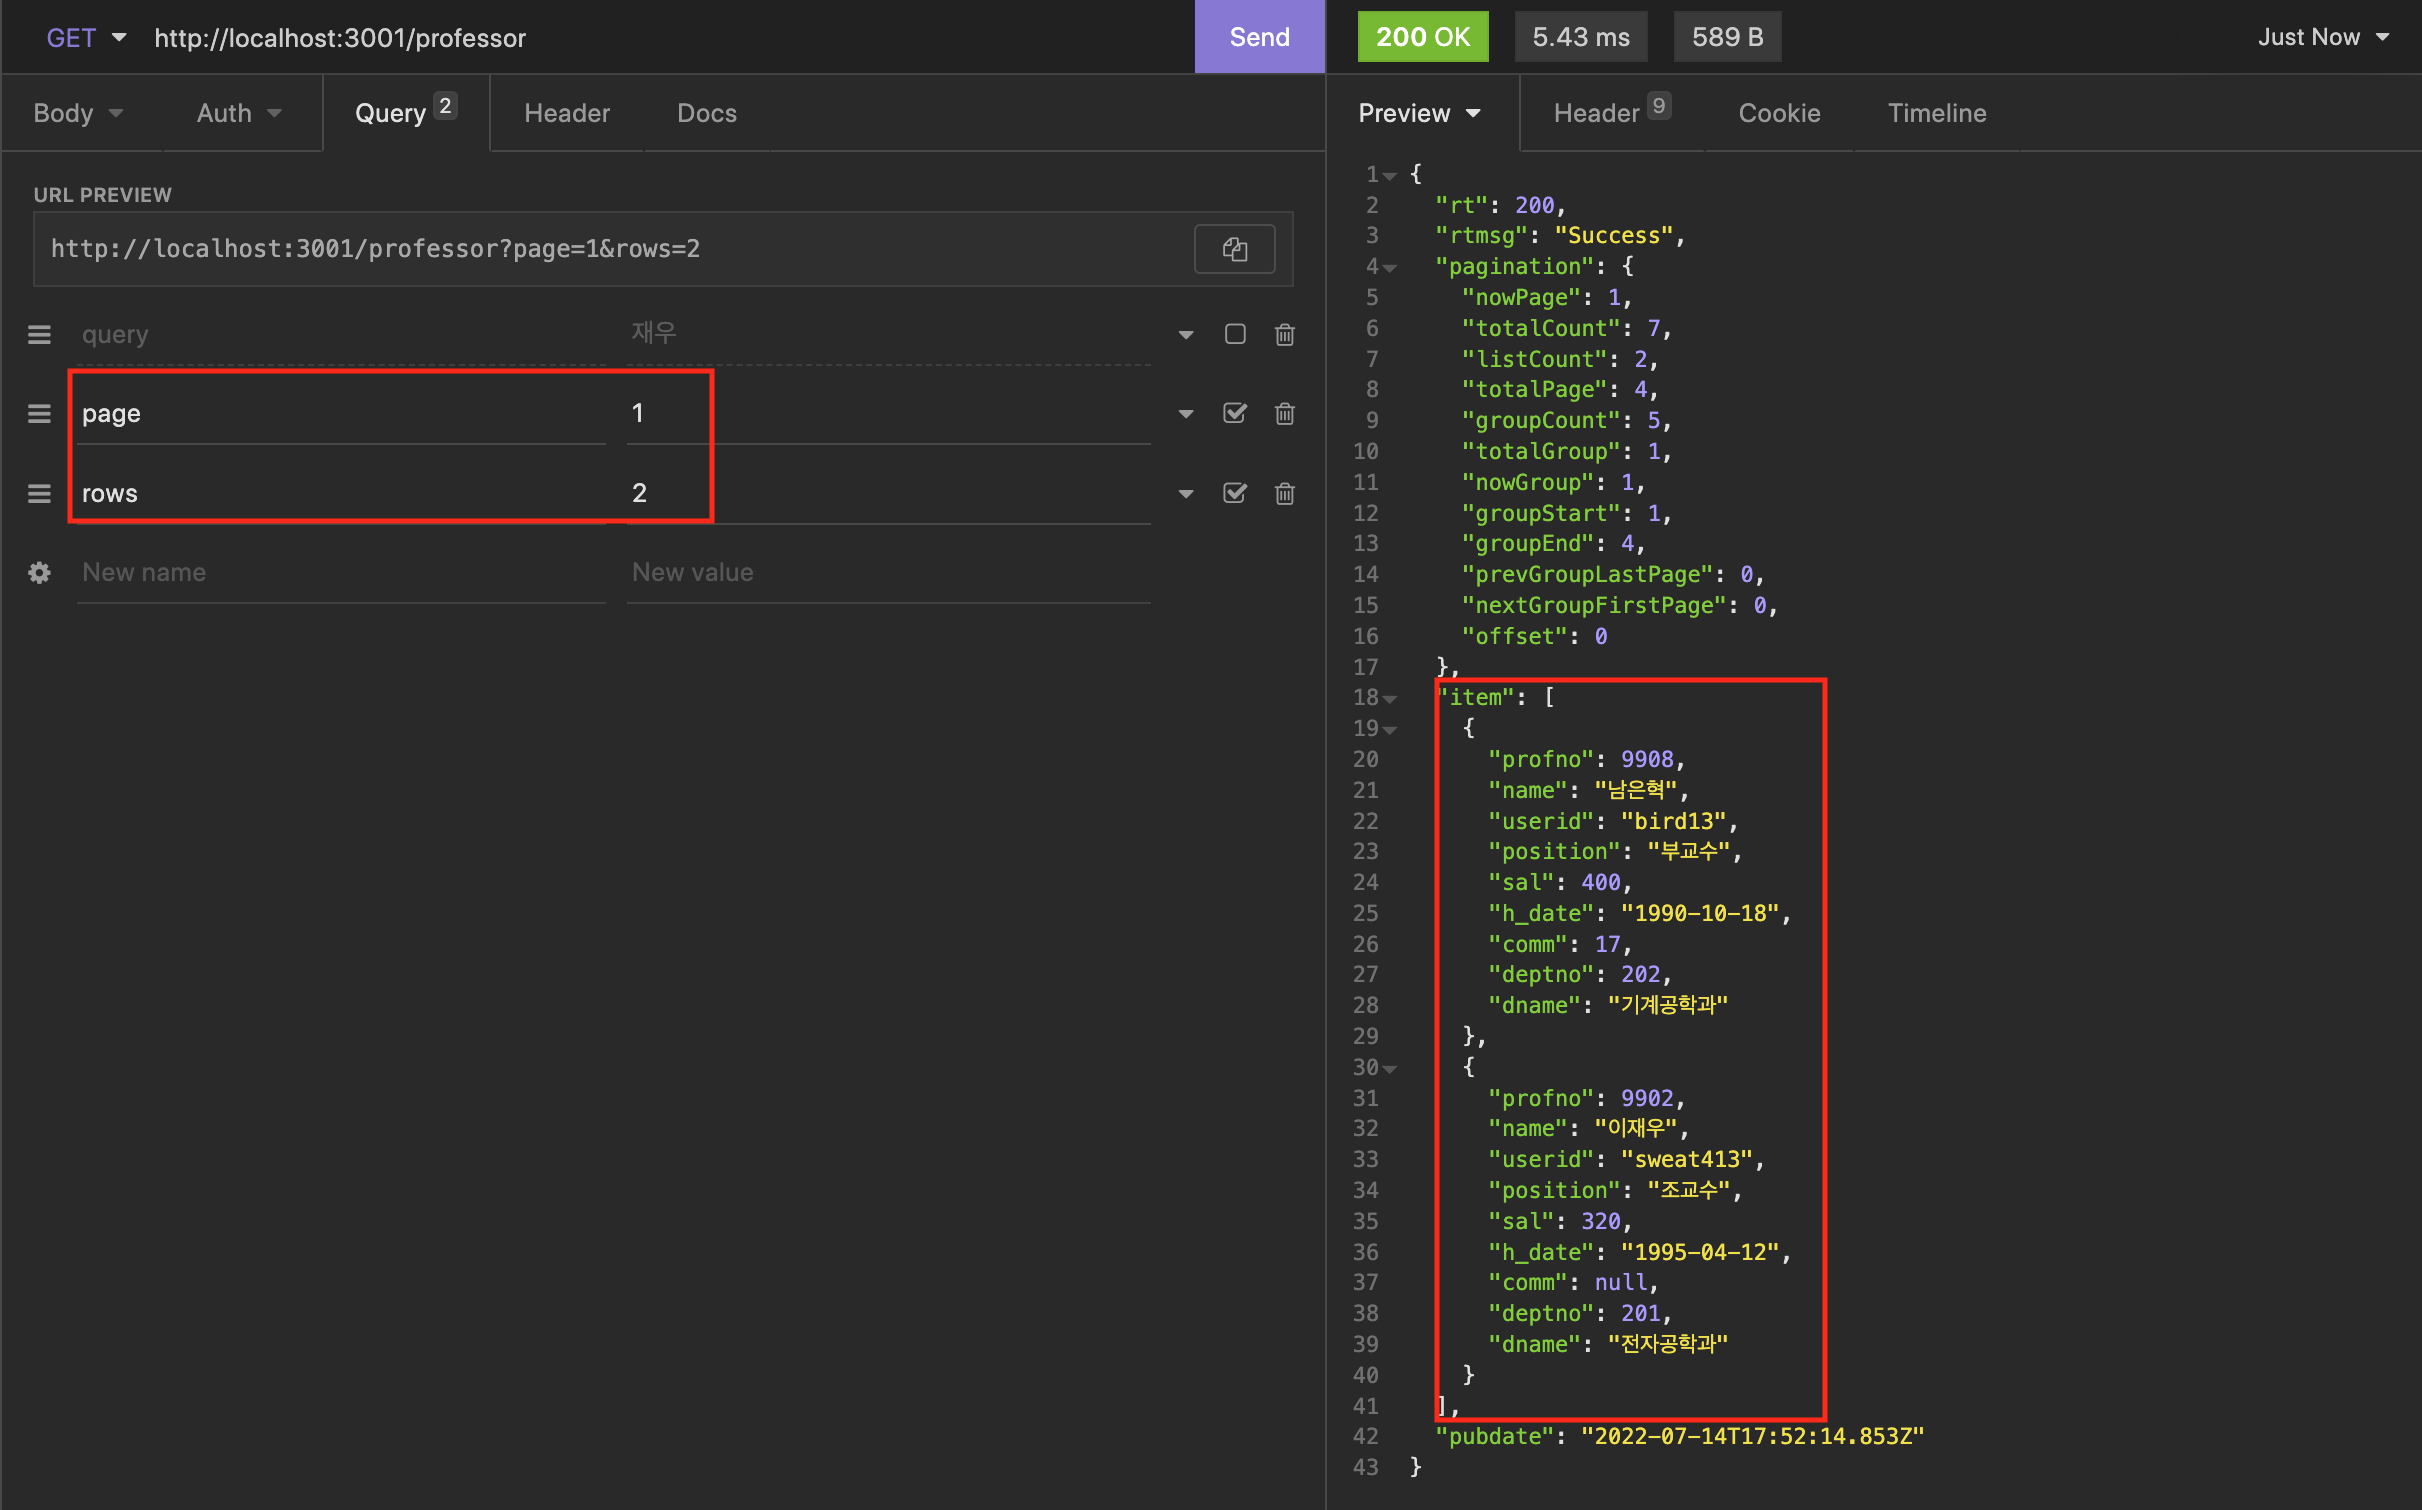 GET http://localhost:3001/professor Send
Body Auth Query 2 Header Docs
URL PREVIEW
http://localhost:3001/professor?page=1&rows=2
query 재우
page 1
rows 2
New name New value
200 OK 5.43 ms 589 B Just Now
Preview Header 9 Cookie Timeline
1 {
2 "rt": 200,
3 "rtmsg": "Success",
4 "pagination": {
5 "nowPage": 1,
6 "totalCount": 7,
7 "listCount": 2,
8 "totalPage": 4,
9 "groupCount": 5,
10 "totalGroup": 1,
11 "nowGroup": 1,
12 "groupStart": 1,
13 "groupEnd": 4,
14 "prevGroupLastPage": 0,
15 "nextGroupFirstPage": 0,
16 "offset": 0
17 },
18 "item": [
19 {
20 "profno": 9908,
21 "name": "남은혁",
22 "userid": "bird13",
23 "position": "부교수",
24 "sal": 400,
25 "h_date": "1990-10-18",
26 "comm": 17,
27 "deptno": 202,
28 "dname": "기계공학과"
29 },
30 {
31 "profno": 9902,
32 "name": "이재우",
33 "userid": "sweat413",
34 "position": "조교수",
35 "sal": 320,
36 "h_date": "1995-04-12",
37 "comm": null,
38 "deptno": 201,
39 "dname": "전자공학과"
40 }
41 ],
42 "pubdate": "2022-07-14T17:52:14.853Z"
43 }